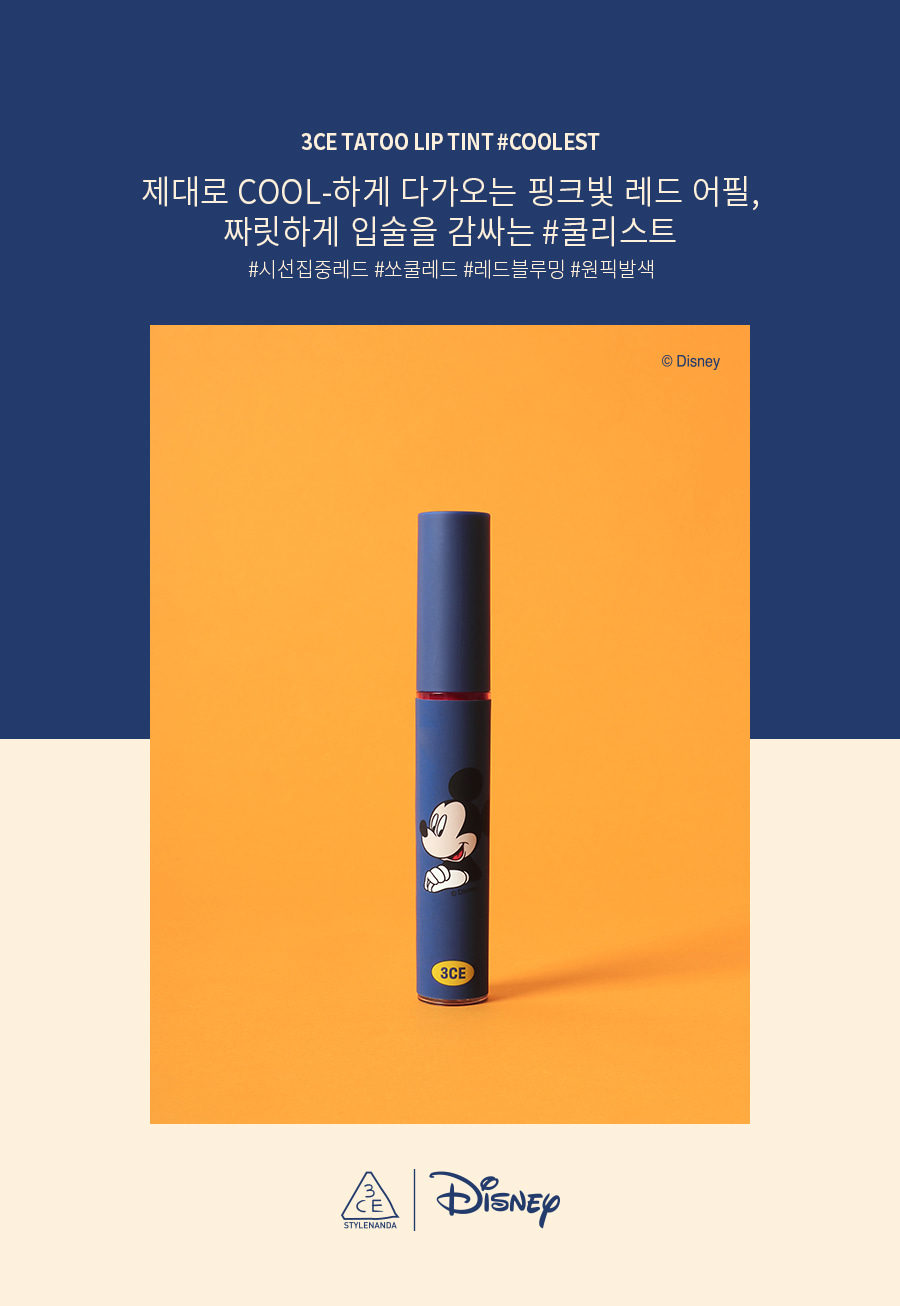 3CE TATOO LIP TINT #COOLEST
제대로 COOL-하게 다가오는 핑크빛 레드 어필,
짜릿하게 입술을 감싸는 #쿨리스트
#시선집중레드 #쏘쿨레드 #레드블루밍 #원픽발색
© Disney
© Disney
3CE
3CE
STYLENANDA
Disney